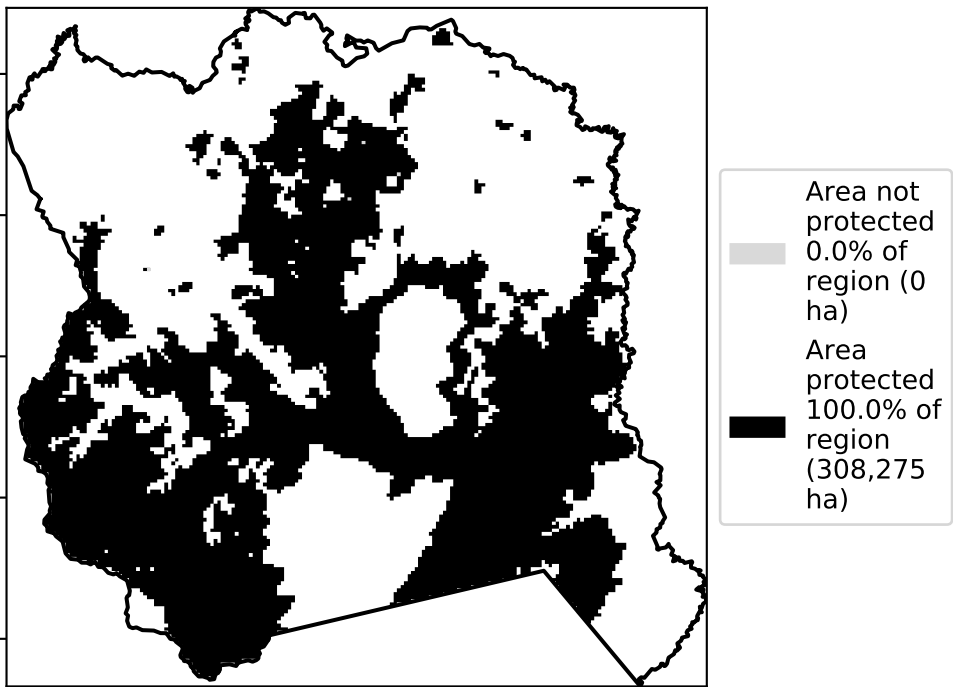 Area not
protected
0.0% of
region (0
ha)
Area
protected
100.0% of
region
(308,275
ha)